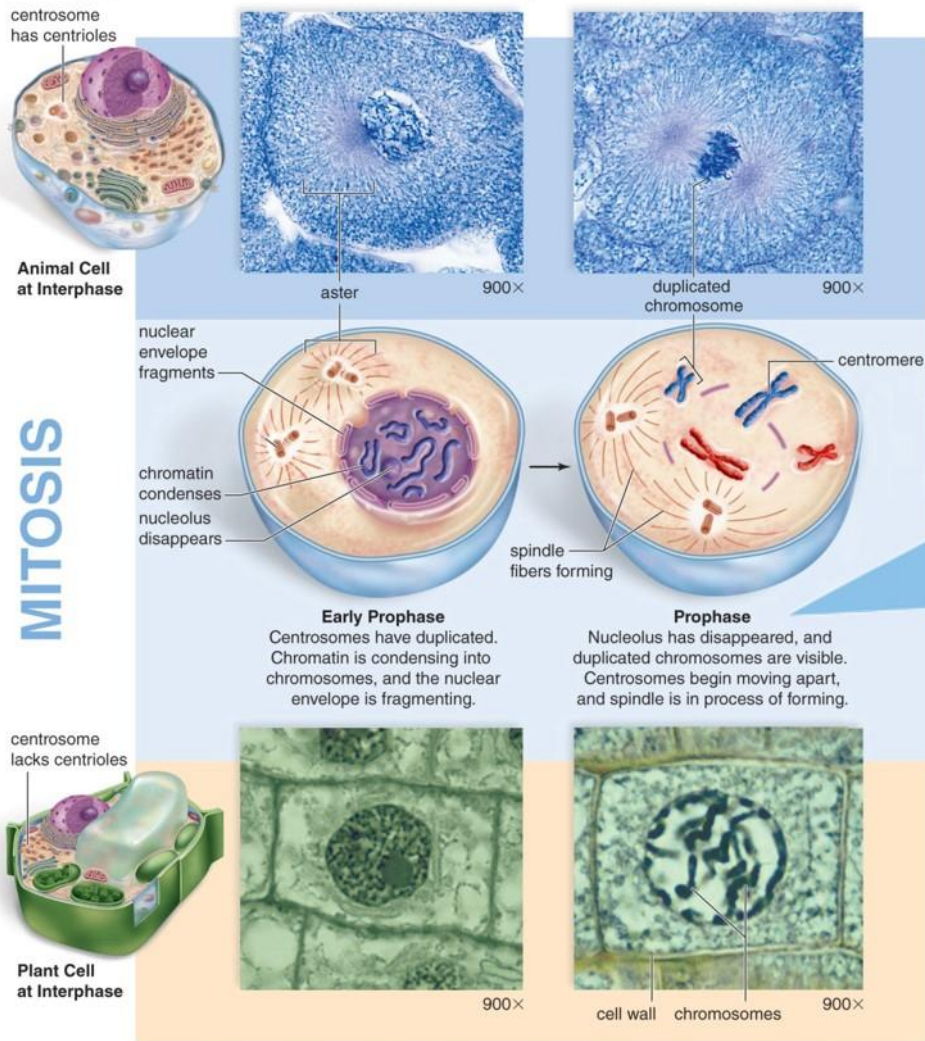 centrosome
has centrioles
Animal Cell
at Interphase
aster
900×
duplicated
chromosome
900×
MITOSIS
nuclear
envelope
fragments
chromatin
condenses
nucleolus
disappears
centromere
spindle
fibers forming
Early Prophase
Centrosomes have duplicated.
Chromatin is condensing into
chromosomes, and the nuclear
envelope is fragmenting.
Prophase
Nucleolus has disappeared, and
duplicated chromosomes are visible.
Centrosomes begin moving apart,
and spindle is in process of forming.
centrosome
lacks centrioles
Plant Cell
at Interphase
900×
cell wall
chromosomes
900×